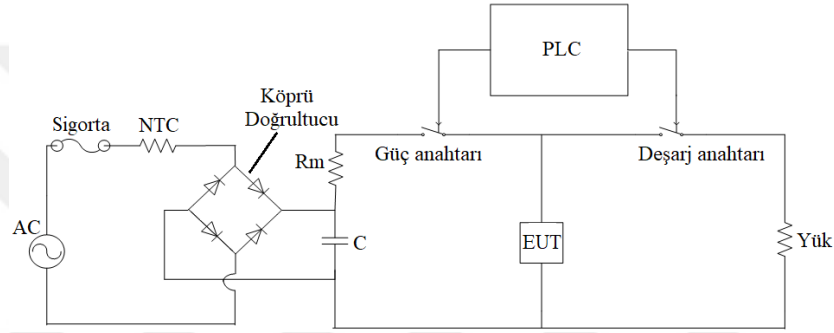 PLC
Köprü
Doğrultucu
Sigorta
NTC
Rm
Güç anahtarı
Deşarj anahtarı
AC
C
EUT
Yük